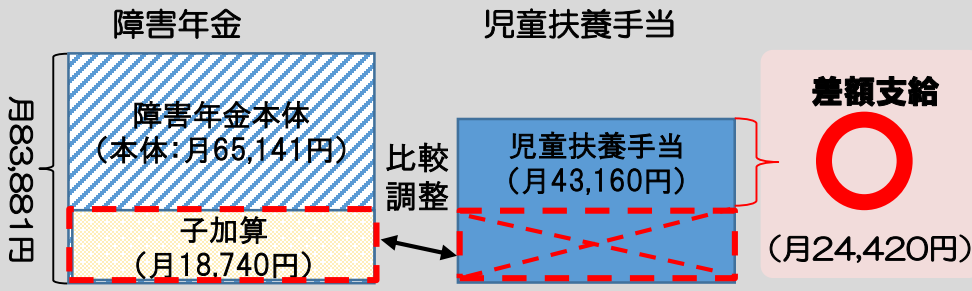 障害年金
児童扶養手当
月83,881円
障害年金本体
（本体：月65,141円）
子加算
（月18,740円）
比較
調整
児童扶養手当
（月43,160円）
差額支給
（月24,420円）